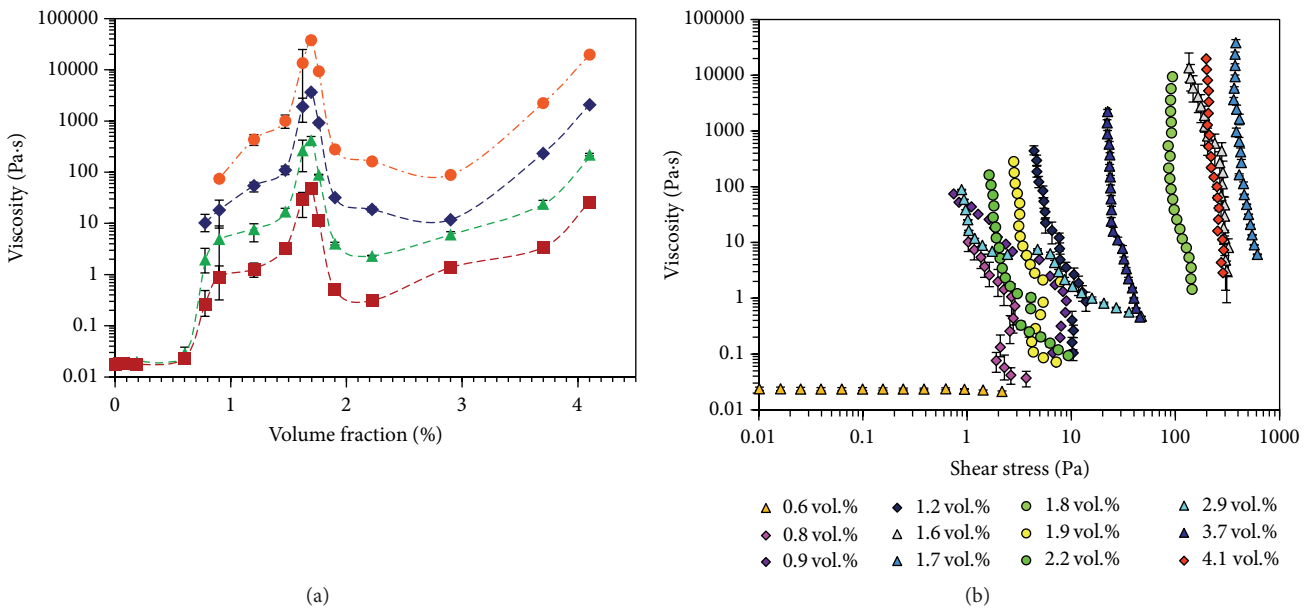 100000
10000
1000
100
10
1
0.1
0.01
Viscosity (Pa·s)
0 1 2 3 4
Volume fraction (%)
(a)
100000
10000
1000
100
10
1
0.1
0.01
Viscosity (Pa·s)
0.01 0.1 1 10 100 1000
Shear stress (Pa)
0.6 vol.% 1.2 vol.% 1.8 vol.% 2.9 vol.%
0.8 vol.% 1.6 vol.% 1.9 vol.% 3.7 vol.%
0.9 vol.% 1.7 vol.% 2.2 vol.% 4.1 vol.%
(b)